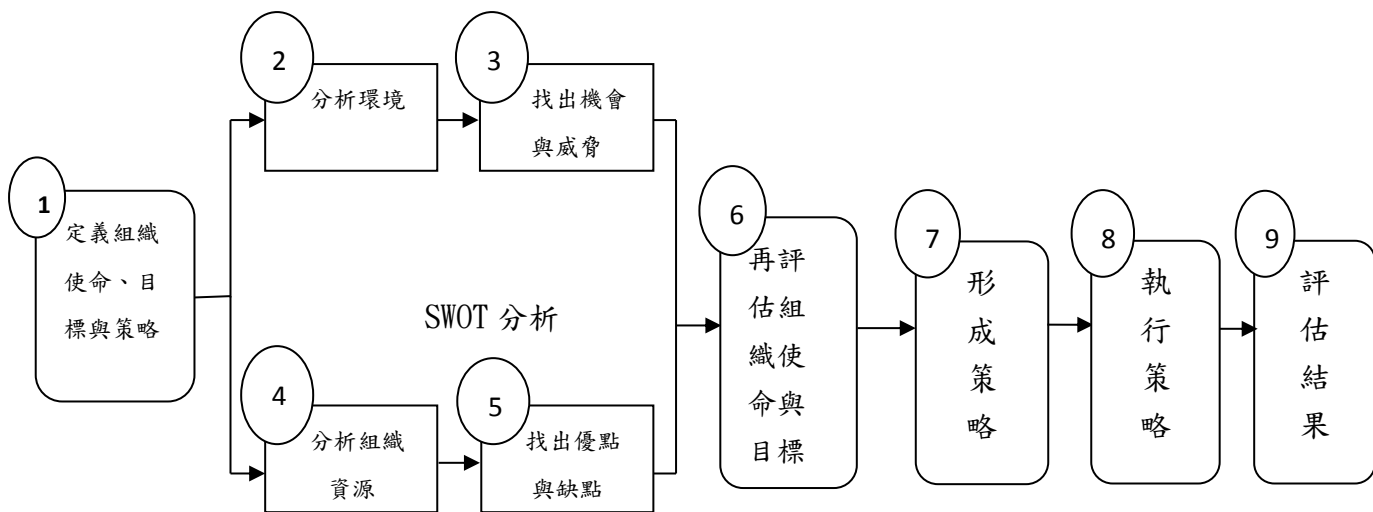 1
定義組織
使命、目
標與策略
2
分析環境
3
找出機會
與威脅
SWOT 分析
4
分析組織
資源
5
找出優點
與缺点
6
再評
估組
織使
命與
目標
7
形
成
策
略
8
執
行
策
略
9
評
估
結
果